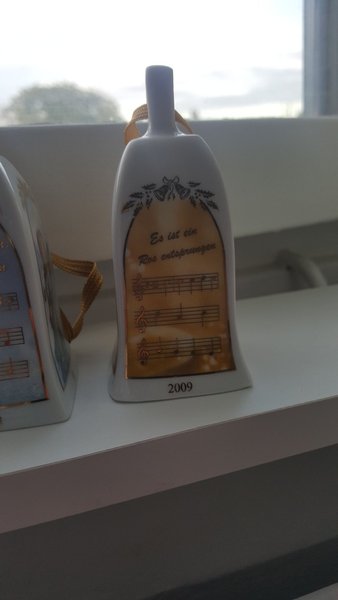 Es ist ein
Ros entsprungen
2009